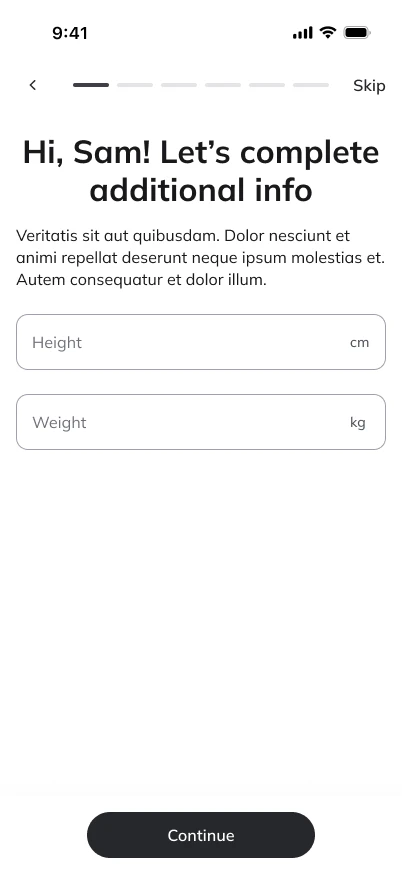 9:41
Skip
Hi, Sam! Let’s complete
additional info
Veritatis sit aut quibusdam. Dolor nesciunt et
animi repellat deserunt neque ipsum molestias et.
Autem consequatur et dolor illum.
Height cm
Weight kg
Continue